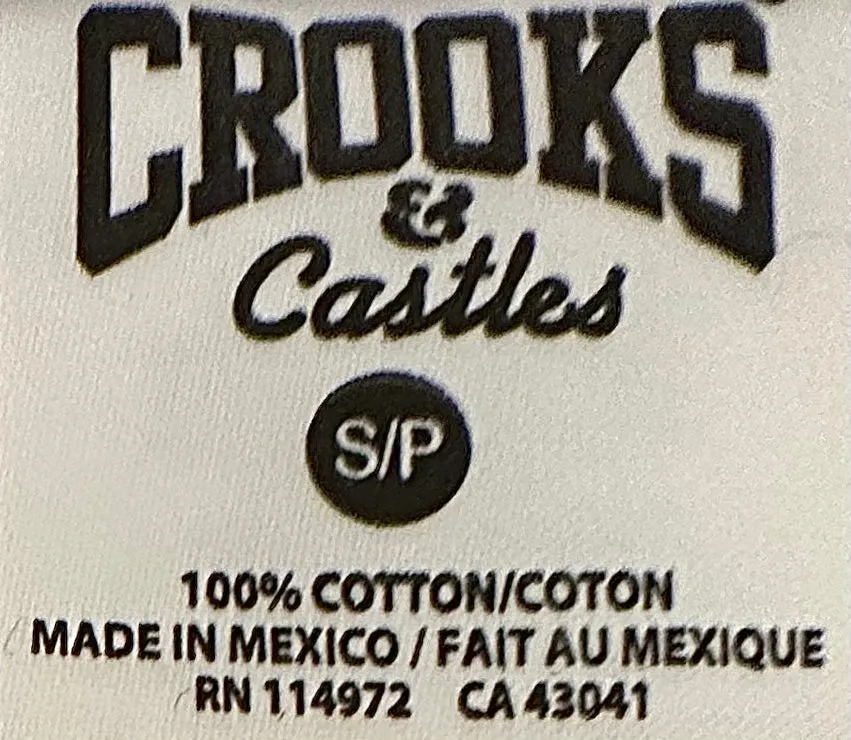 CROOKS
&
Castles
S/P
100% COTTON/COTON
MADE IN MEXICO / FAIT AU MEXIQUE
RN 114972 CA 43041